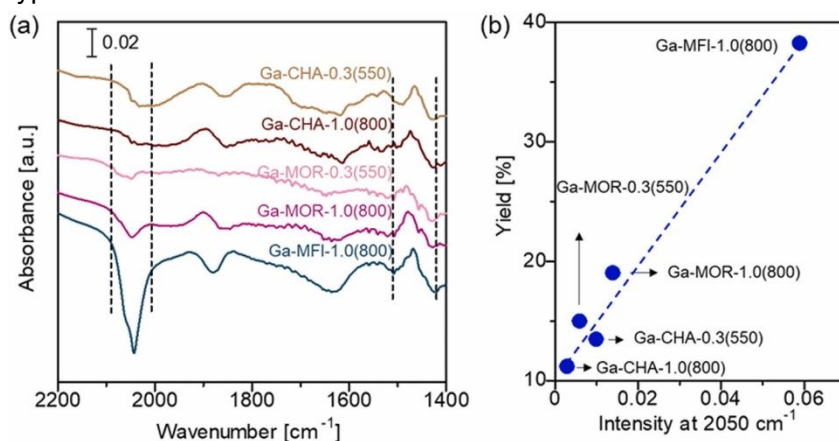 (a)
0.02
Ga-CHA-0.3(550)
Ga-CHA-1.0(800)
Ga-MOR-0.3(550)
Ga-MOR-1.0(800)
Ga-MFI-1.0(800)
Absorbance [a.u.]
2200 2000 1800 1600 1400
Wavenumber [cm⁻¹]
(b)
40
30
20
10
Yield [%]
Ga-MFI-1.0(800)
Ga-MOR-0.3(550)
Ga-MOR-1.0(800)
Ga-CHA-0.3(550)
Ga-CHA-1.0(800)
0 0.02 0.04 0.06
Intensity at 2050 cm⁻¹